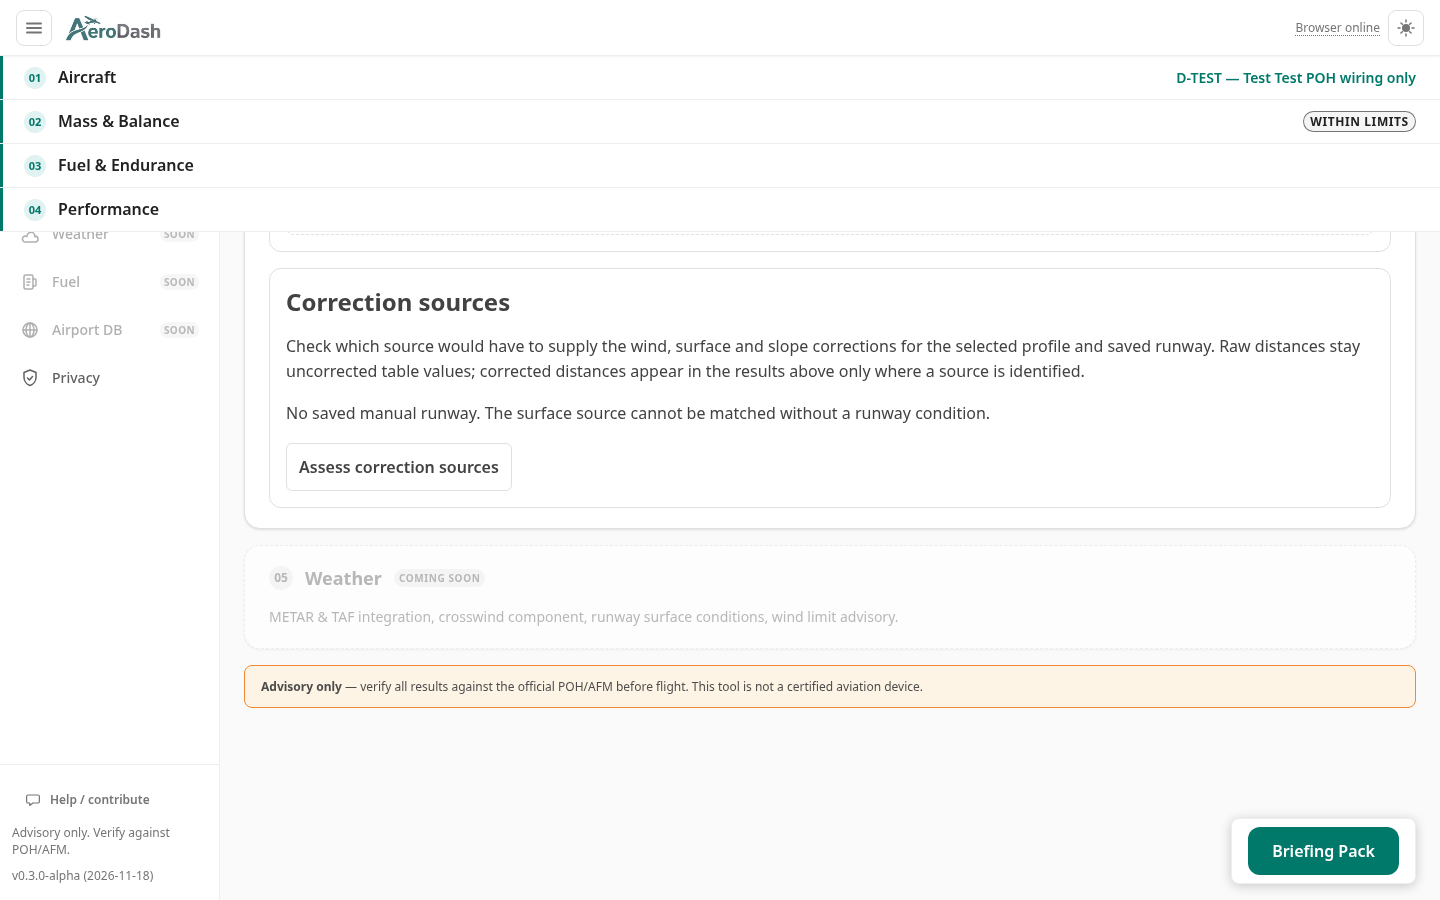 AeroDash
Browser online
01 Aircraft
D-TEST — Test Test POH wiring only
02 Mass & Balance
WITHIN LIMITS
03 Fuel & Endurance
04 Performance
Weather SOON
Fuel SOON
Airport DB SOON
Privacy
Correction sources
Check which source would have to supply the wind, surface and slope corrections for the selected profile and saved runway. Raw distances stay
uncorrected table values; corrected distances appear in the results above only where a source is identified.
No saved manual runway. The surface source cannot be matched without a runway condition.
Assess correction sources
05 Weather COMING SOON
METAR & TAF integration, crosswind component, runway surface conditions, wind limit advisory.
Advisory only — verify all results against the official POH/AFM before flight. This tool is not a certified aviation device.
Help / contribute
Advisory only. Verify against
POH/AFM.
v0.3.0-alpha (2026-11-18)
Briefing Pack